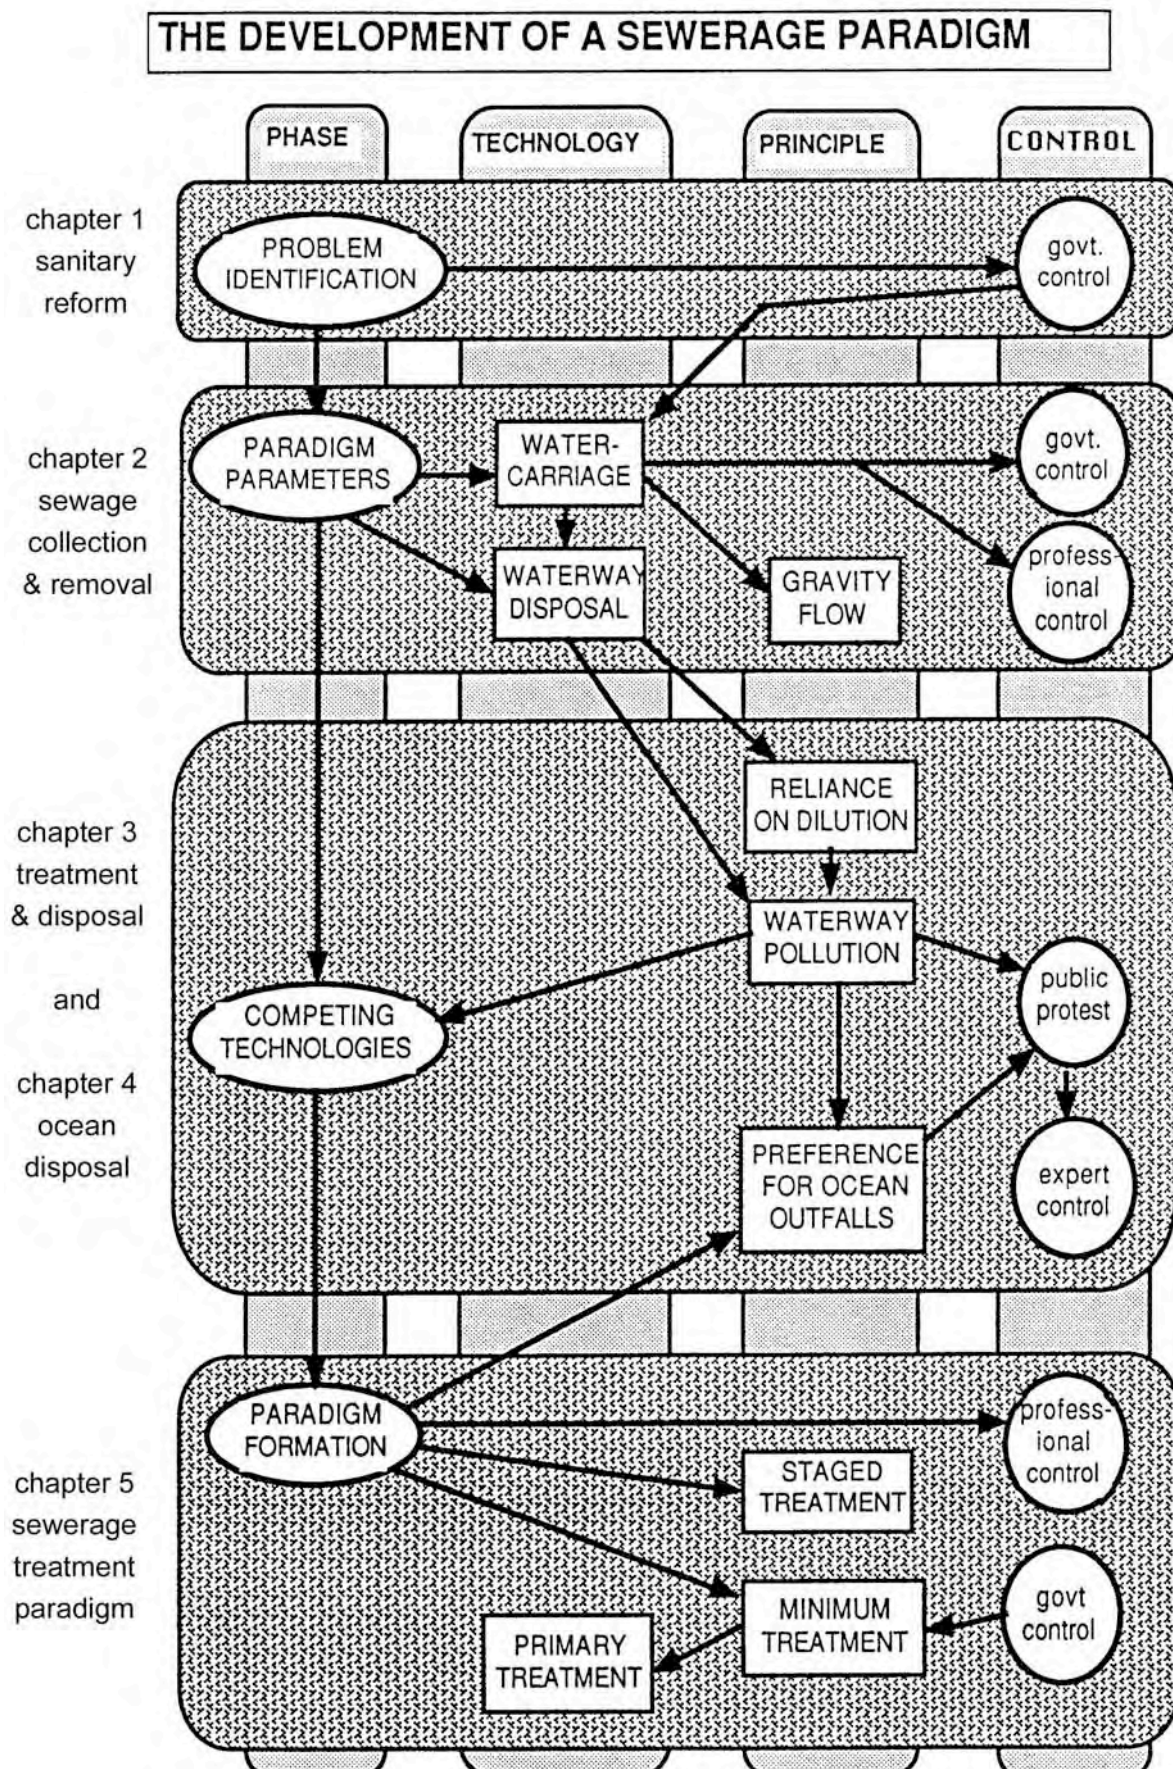 THE DEVELOPMENT OF A SEWERAGE PARADIGM
PHASE
TECHNOLOGY
PRINCIPLE
CONTROL
chapter 1
sanitary
reform
PROBLEM
IDENTIFICATION
govt.
control
chapter 2
sewage
collection
& removal
PARADIGM
PARAMETERS
WATER-
CARRIAGE
govt.
control
WATERWAY
DISPOSAL
GRAVITY
FLOW
profess-
ional
control
chapter 3
treatment
& disposal
and
chapter 4
ocean
disposal
RELIANCE
ON DILUTION
WATERWAY
POLLUTION
public
protest
COMPETING
TECHNOLOGIES
PREFERENCE
FOR OCEAN
OUTFALLS
expert
control
chapter 5
sewerage
treatment
paradigm
PARADIGM
FORMATION
profess-
ional
control
STAGED
TREATMENT
MINIMUM
TREATMENT
govt
control
PRIMARY
TREATMENT